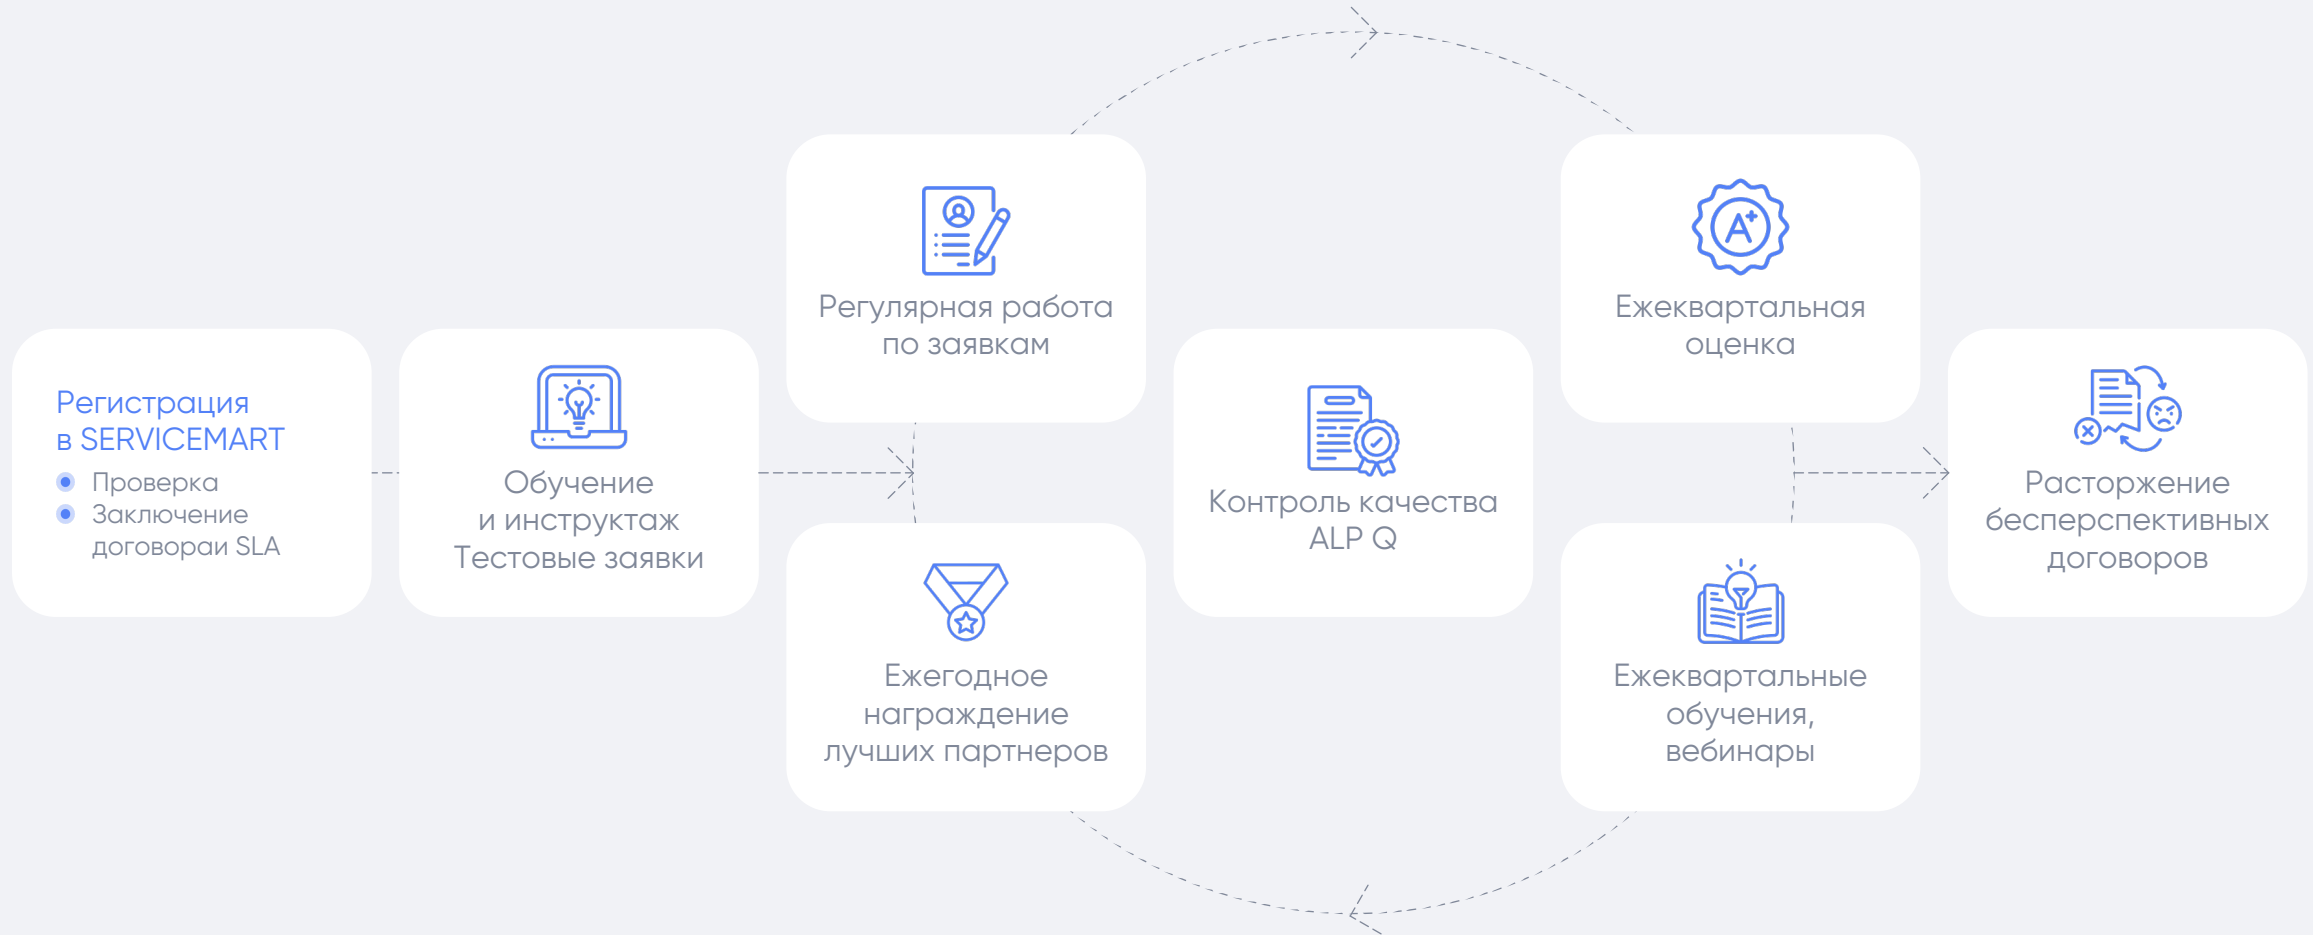 Регистрация
в SERVICEMART
Проверка
Заключение
договораи SLA
Обучение
и инструктаж
Тестовые заявки
Регулярная работа
по заявкам
Ежегодное
награждение
лучших партнеров
Контроль качества
ALP Q
A+
Ежеквартальная
оценка
Ежеквартальные
обучения,
вебинары
Расторжение
бесперспективных
договоров